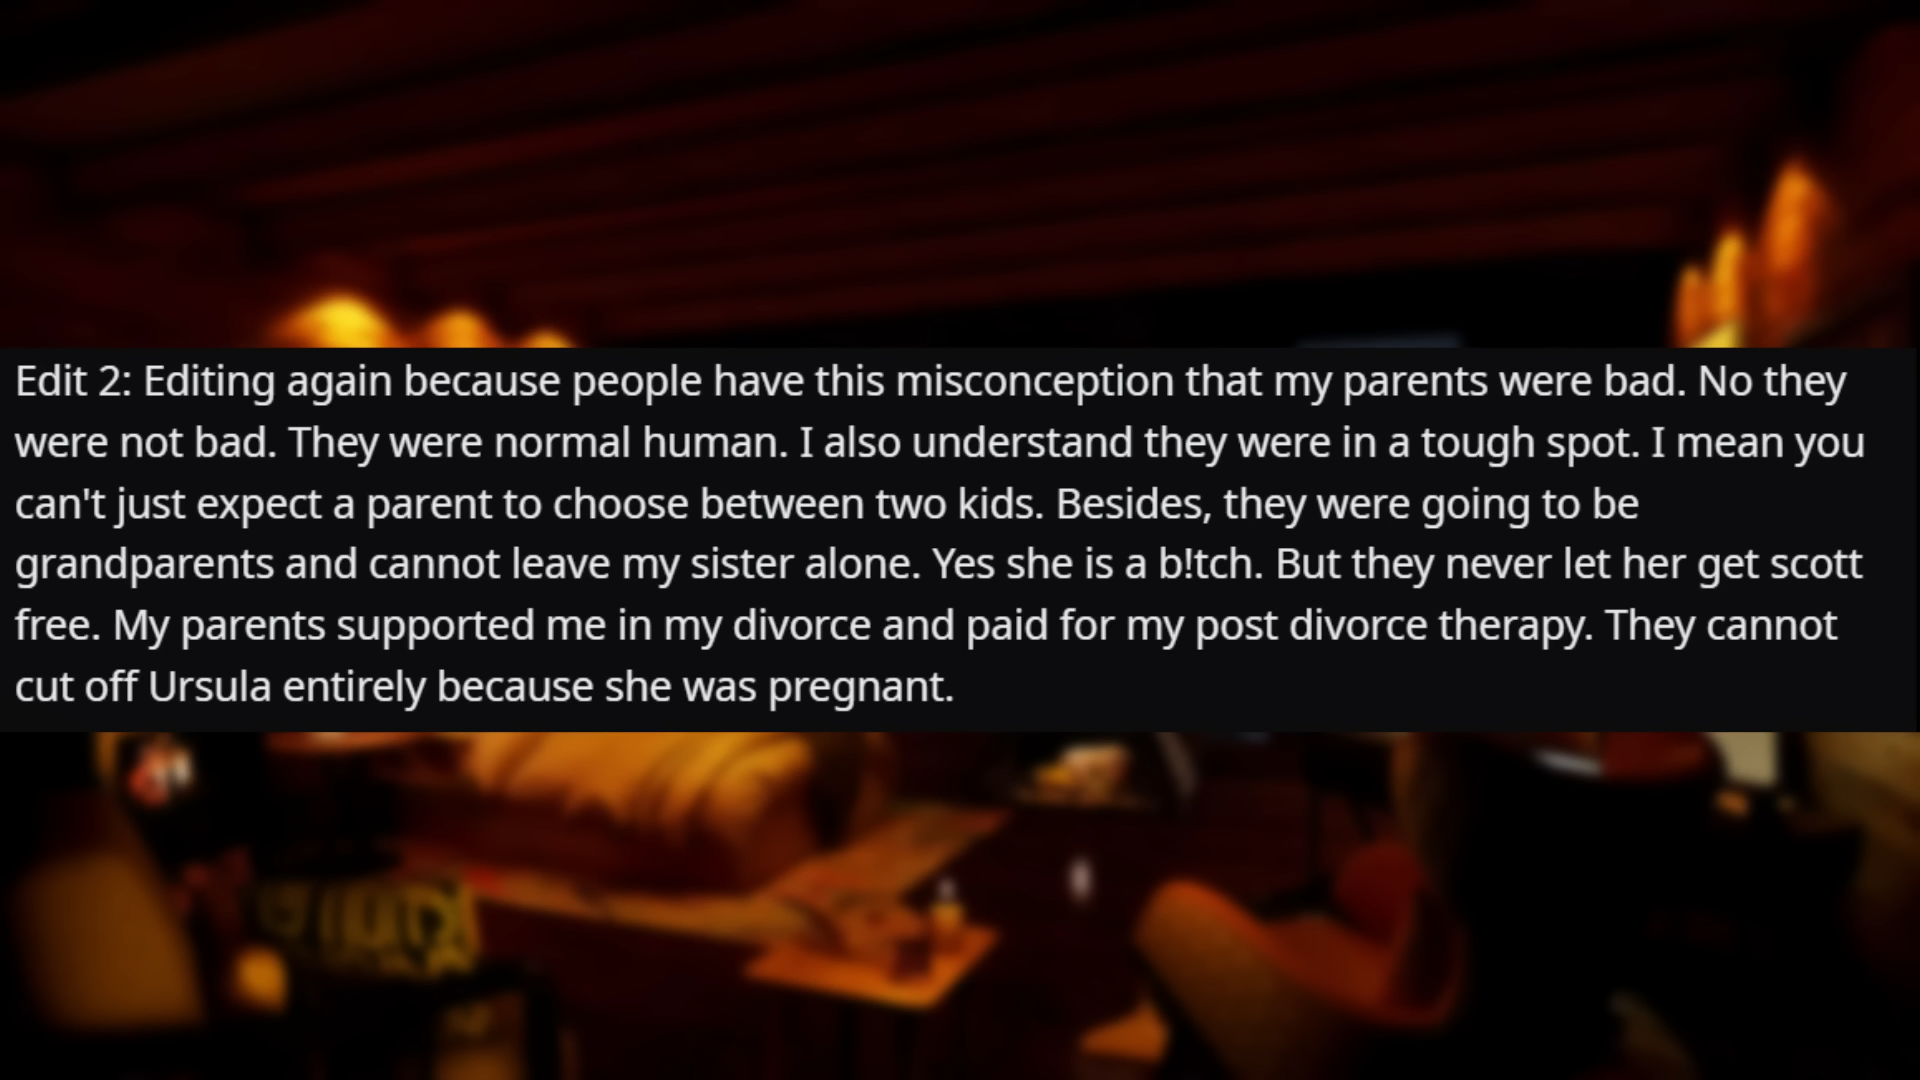 Edit 2: Editing again because people have this misconception that my parents were bad. No they
were not bad. They were normal human. I also understand they were in a tough spot. I mean you
can't just expect a parent to choose between two kids. Besides, they were going to be
grandparents and cannot leave my sister alone. Yes she is a b!tch. But they never let her get scott
free. My parents supported me in my divorce and paid for my post divorce therapy. They cannot
cut off Ursula entirely because she was pregnant.